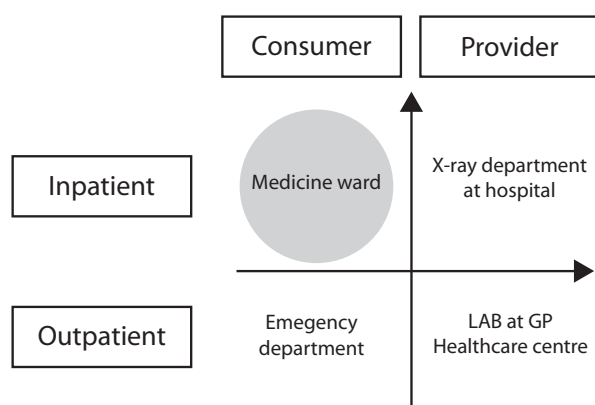 Consumer
Provider
Inpatient
Medicine ward
X-ray department
at hospital
Outpatient
Emegency
department
LAB at GP
Healthcare centre